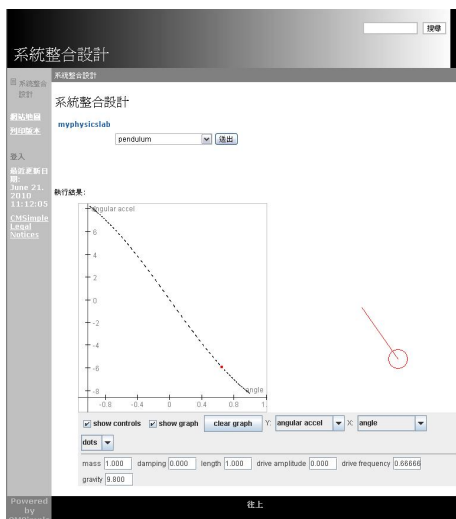 搜尋
系統整合設計
系統整合設計
系統整合
設計
網站地圖
列印版本
登入
最近更新日
期:
June 21,
2010
11:12:05
CMSimple
Legal
Notices
Powered
by
系統整合設計
myphysicslab
pendulum 送出
執行結果:
angular accel
6
4
2
0
-2
-4
-6
-8
angle
-0.8 -0.4 0 0.4 0.8 1
show controls show graph clear graph Y: angular accel X: angle
dots
mass 1.000 damping 0.000 length 1.000 drive amplitude 0.000 drive frequency 0.66666
gravity 9.800
往上